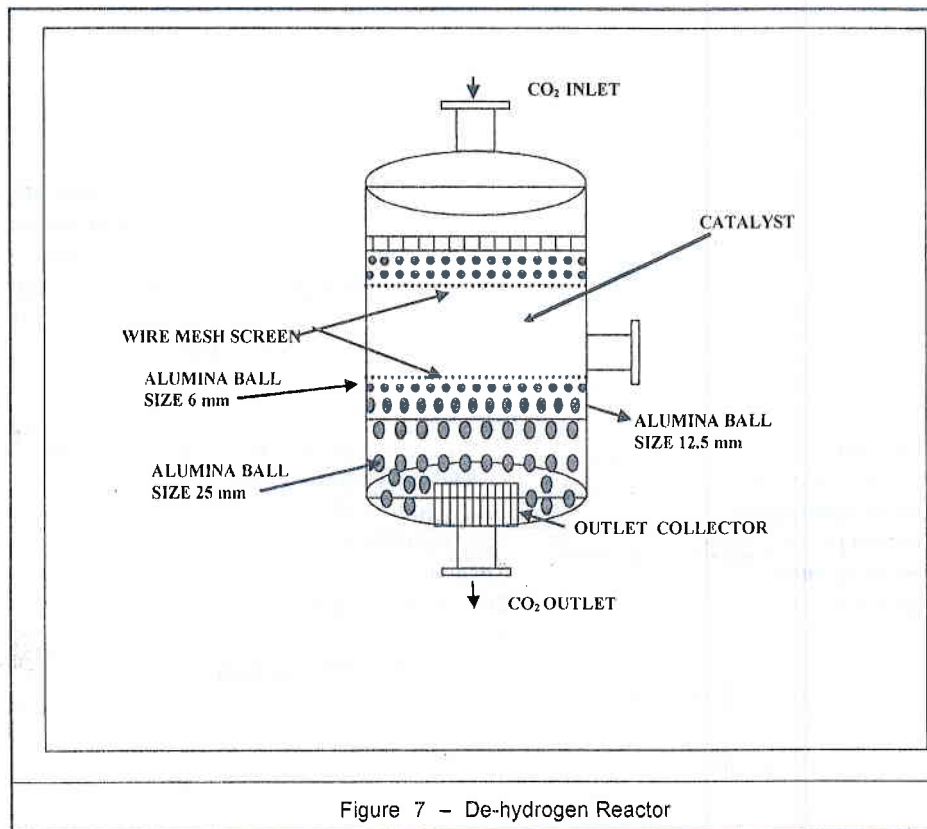 CO₂ INLET
CATALYST
WIRE MESH SCREEN
ALUMINA BALL
SIZE 6 mm
ALUMINA BALL
SIZE 12.5 mm
ALUMINA BALL
SIZE 25 mm
OUTLET COLLECTOR
CO₂ OUTLET
Figure 7 – De-hydrogen Reactor